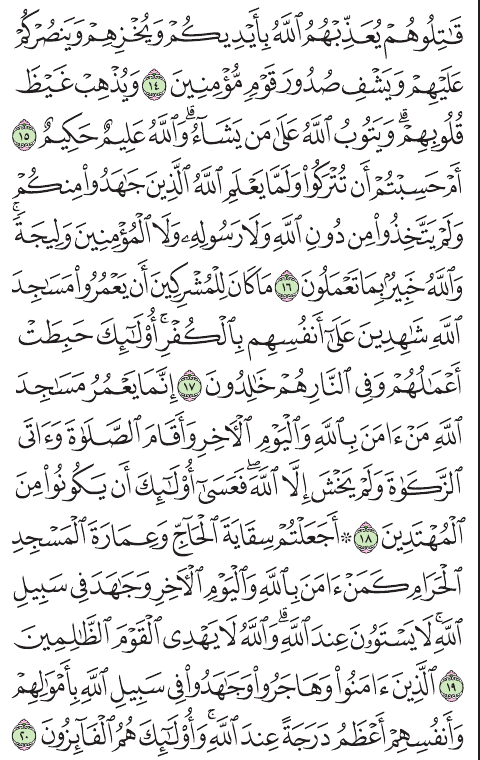 قَٰتِلُوهُمۡ يُعَذِّبۡهُمُ ٱللَّهُ بِأَيۡدِيكُمۡ وَيُخۡزِهِمۡ وَيَنصُرۡكُمۡ
عَلَيۡهِمۡ وَيَشۡفِ صُدُورَ قَوۡمٖ مُّؤۡمِنِينَ ١٤ وَيُذۡهِبۡ غَيۡظَ
قُلُوبِهِمۡۗ وَيَتُوبُ ٱللَّهُ عَلَىٰ مَن يَشَآءُۗ وَٱللَّهُ عَلِيمٌ حَكِيمٌ ١٥
أَمۡ حَسِبۡتُمۡ أَن تُتۡرَكُواْ وَلَمَّا يَعۡلَمِ ٱللَّهُ ٱلَّذِينَ جَٰهَدُواْ مِنكُمۡ
وَلَمۡ يَتَّخِذُواْ مِن دُونِ ٱللَّهِ وَلَا رَسُولِهِۦ وَلَا ٱلۡمُؤۡمِنِينَ وَلِيجَةٗۚ
وَٱللَّهُ خَبِيرُۢ بِمَا تَعۡمَلُونَ ١٦ مَا كَانَ لِلۡمُشۡرِكِينَ أَن يَعۡمُرُواْ مَسَٰجِدَ
ٱللَّهِ شَٰهِدِينَ عَلَىٰٓ أَنفُسِهِم بِٱلۡكُفۡرِۚ أُوْلَٰٓئِكَ حَبِطَتۡ
أَعۡمَٰلُهُمۡ وَفِي ٱلنَّارِ هُمۡ خَٰلِدُونَ ١٧ إِنَّمَا يَعۡمُرُ مَسَٰجِدَ
ٱللَّهِ مَنۡ ءَامَنَ بِٱللَّهِ وَٱلۡيَوۡمِ ٱلۡأٓخِرِ وَأَقَامَ ٱلصَّلَوٰةَ وَءَاتَى
ٱلزَّكَوٰةَ وَلَمۡ يَخۡشَ إِلَّا ٱللَّهَۖ فَعَسَىٰٓ أُوْلَٰٓئِكَ أَن يَكُونُواْ مِنَ
ٱلۡمُهۡتَدِينَ ١٨ ۞ أَجَعَلۡتُمۡ سِقَايَةَ ٱلۡحَآجِّ وَعِمَارَةَ ٱلۡمَسۡجِدِ
ٱلۡحَرَامِ كَمَنۡ ءَامَنَ بِٱللَّهِ وَٱلۡيَوۡمِ ٱلۡأٓخِرِ وَجَٰهَدَ فِي سَبِيلِ
ٱللَّهِۚ لَا يَسۡتَوُۥنَ عِندَ ٱللَّهِۗ وَٱللَّهُ لَا يَهۡدِي ٱلۡقَوۡمَ ٱلظَّٰلِمِينَ
١٩ ٱلَّذِينَ ءَامَنُواْ وَهَاجَرُواْ وَجَٰهَدُواْ فِي سَبِيلِ ٱللَّهِ بِأَمۡوَٰلِهِمۡ
وَأَنفُسِهِمۡ أَعۡظَمُ دَرَجَةً عِندَ ٱللَّهِۚ وَأُوْلَٰٓئِكَ هُمُ ٱلۡفَآئِزُونَ ٢٠